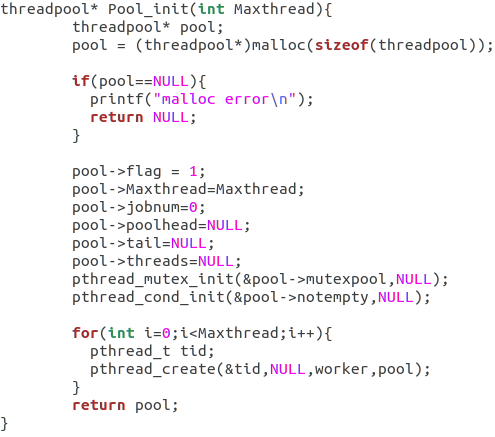 threadpool* Pool_init(int Maxthread){
        threadpool* pool;
        pool = (threadpool*)malloc(sizeof(threadpool));

        if(pool==NULL){
          printf("malloc error\n");
          return NULL;
        }

        pool->flag = 1;
        pool->Maxthread=Maxthread;
        pool->jobnum=0;
        pool->poolhead=NULL;
        pool->tail=NULL;
        pool->threads=NULL;
        pthread_mutex_init(&pool->mutexpool,NULL);
        pthread_cond_init(&pool->notempty,NULL);

        for(int i=0;i<Maxthread;i++){
          pthread_t tid;
          pthread_create(&tid,NULL,worker,pool);
        }
        return pool;
}